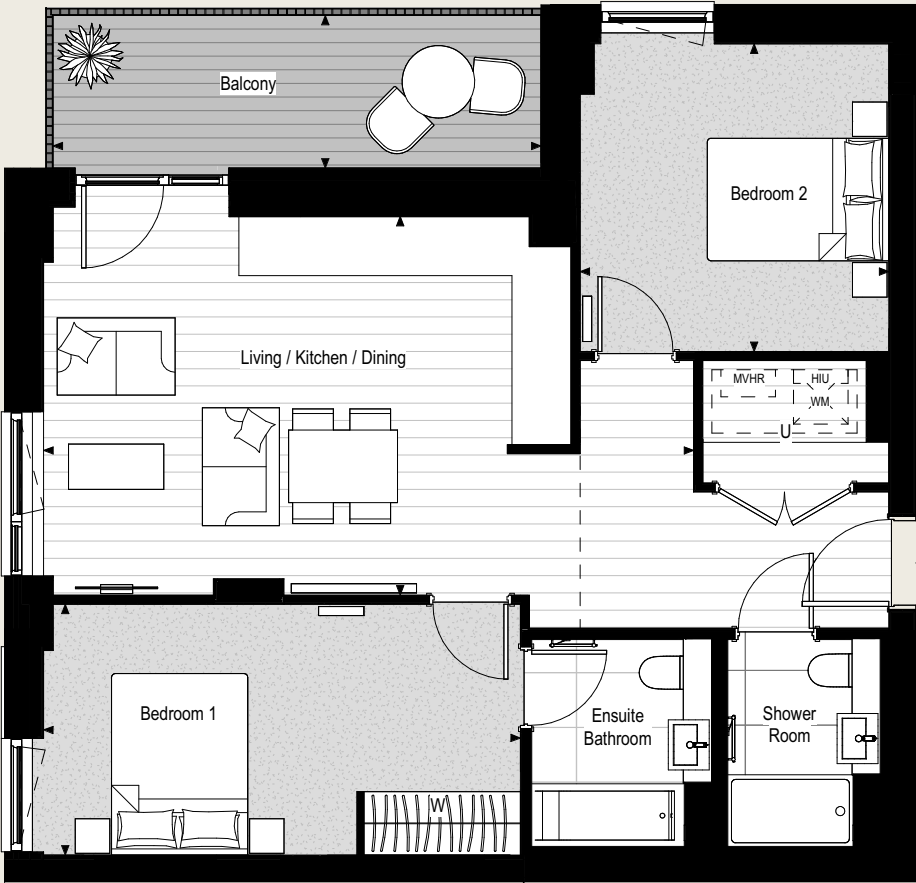 Balcony
Bedroom 2
Living / Kitchen / Dining
MVHR
HIU
WM
U
Bedroom 1
Ensuite
Bathroom
Shower
Room
W